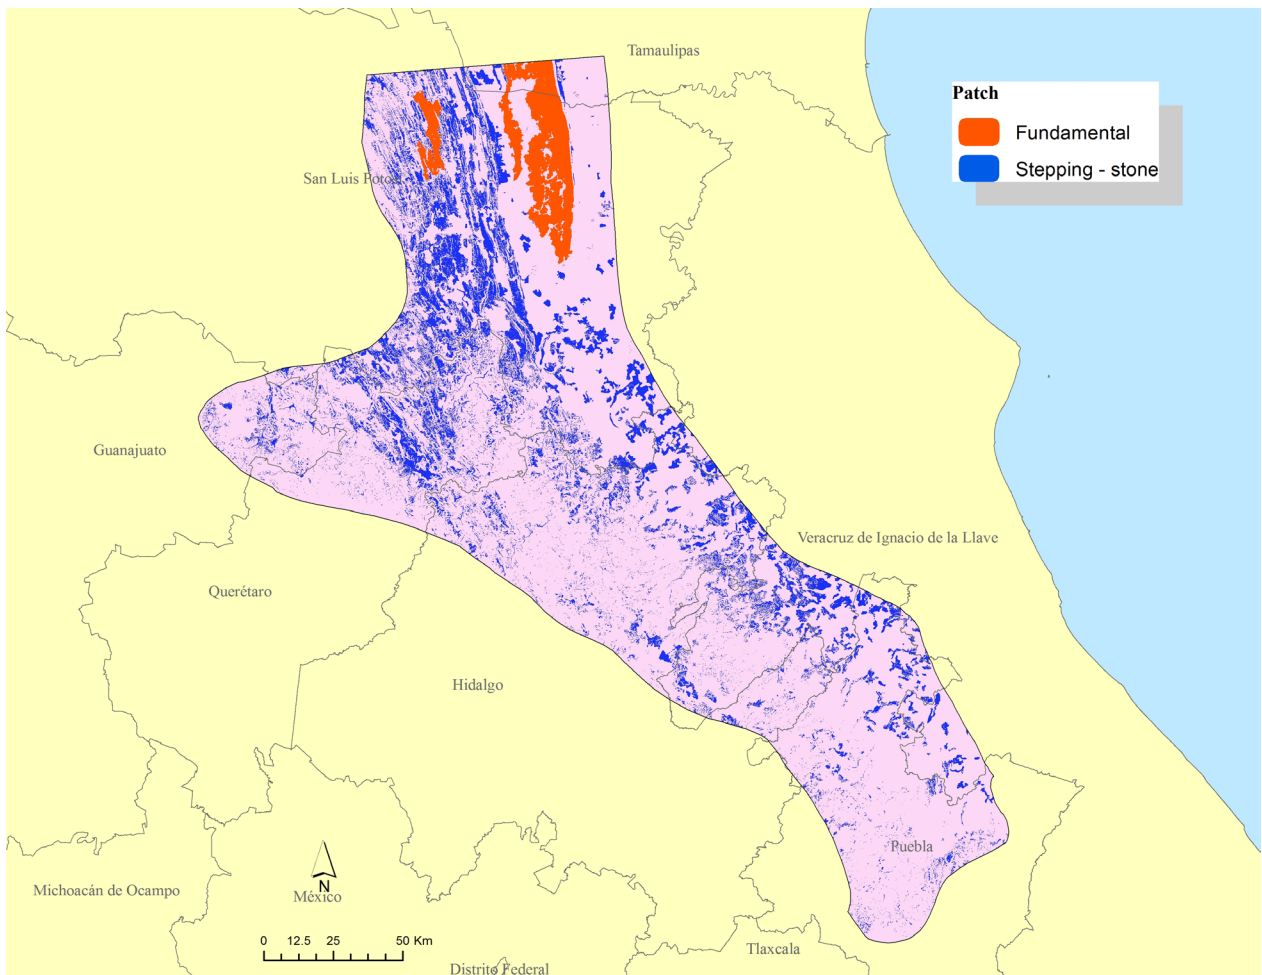 Tamaulipas
Patch
Fundamental
Stepping - stone
San Luis Potosí
Guanajuato
Veracruz de Ignacio de la Llave
Querétaro
Hidalgo
Puebla
Michoacán de Ocampo
N
México
0 12.5 25 50 Km
Tlaxcala
Distrito Federal